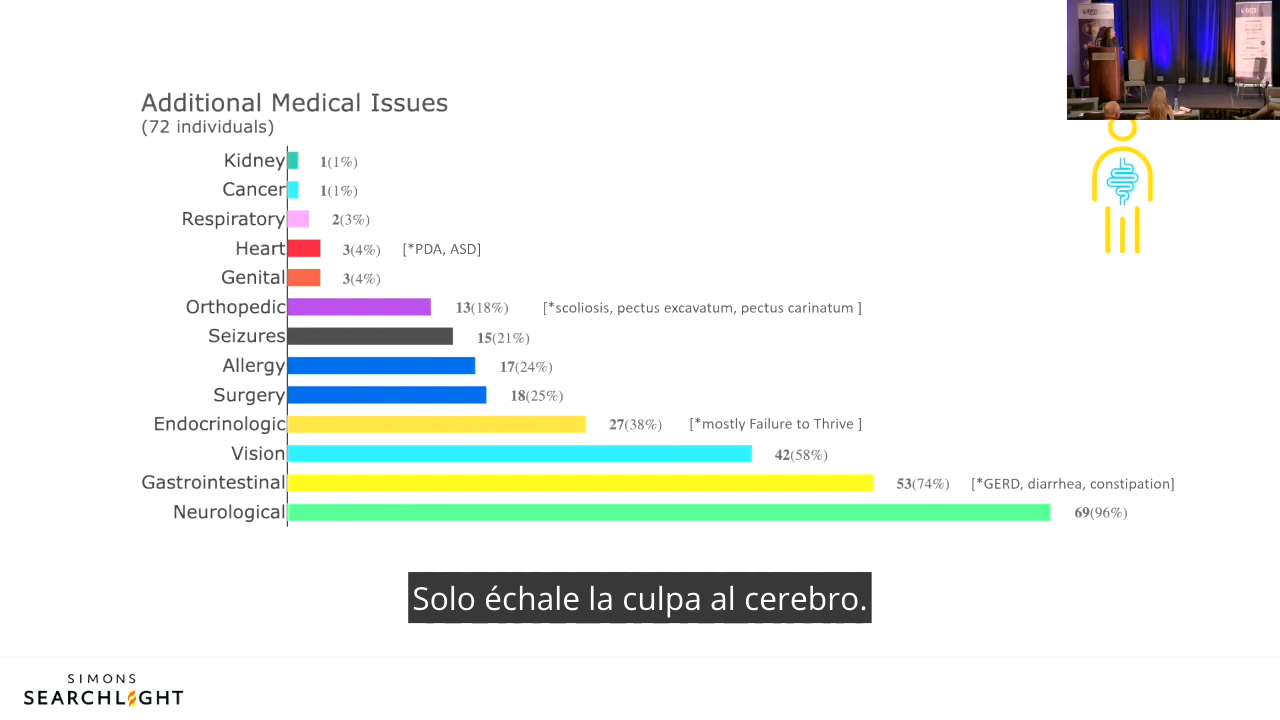 Additional Medical Issues
(72 individuals)
Kidney 1(1%)
Cancer 1(1%)
Respiratory 2(3%)
Heart 3(4%) [*PDA, ASD]
Genital 3(4%)
Orthopedic 13(18%) [*scoliosis, pectus excavatum, pectus carinatum ]
Seizures 15(21%)
Allergy 17(24%)
Surgery 18(25%)
Endocrinologic 27(38%) [*mostly Failure to Thrive ]
Vision 42(58%)
Gastrointestinal 53(74%) [*GERD, diarrhea, constipation]
Neurological 69(96%)
Solo échale la culpa al cerebro.
SIMONS
SEARCHLIGHT